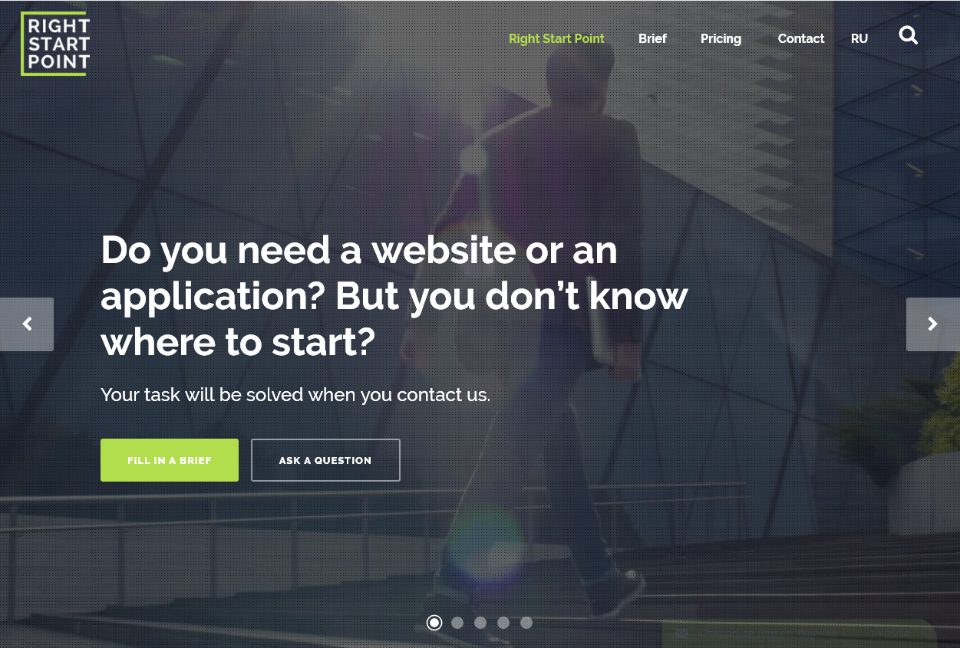 RIGHT
START
POINT
Right Start Point Brief Pricing Contact RU
Do you need a website or an
application? But you don’t know
where to start?
Your task will be solved when you contact us.
FILL IN A BRIEF ASK A QUESTION